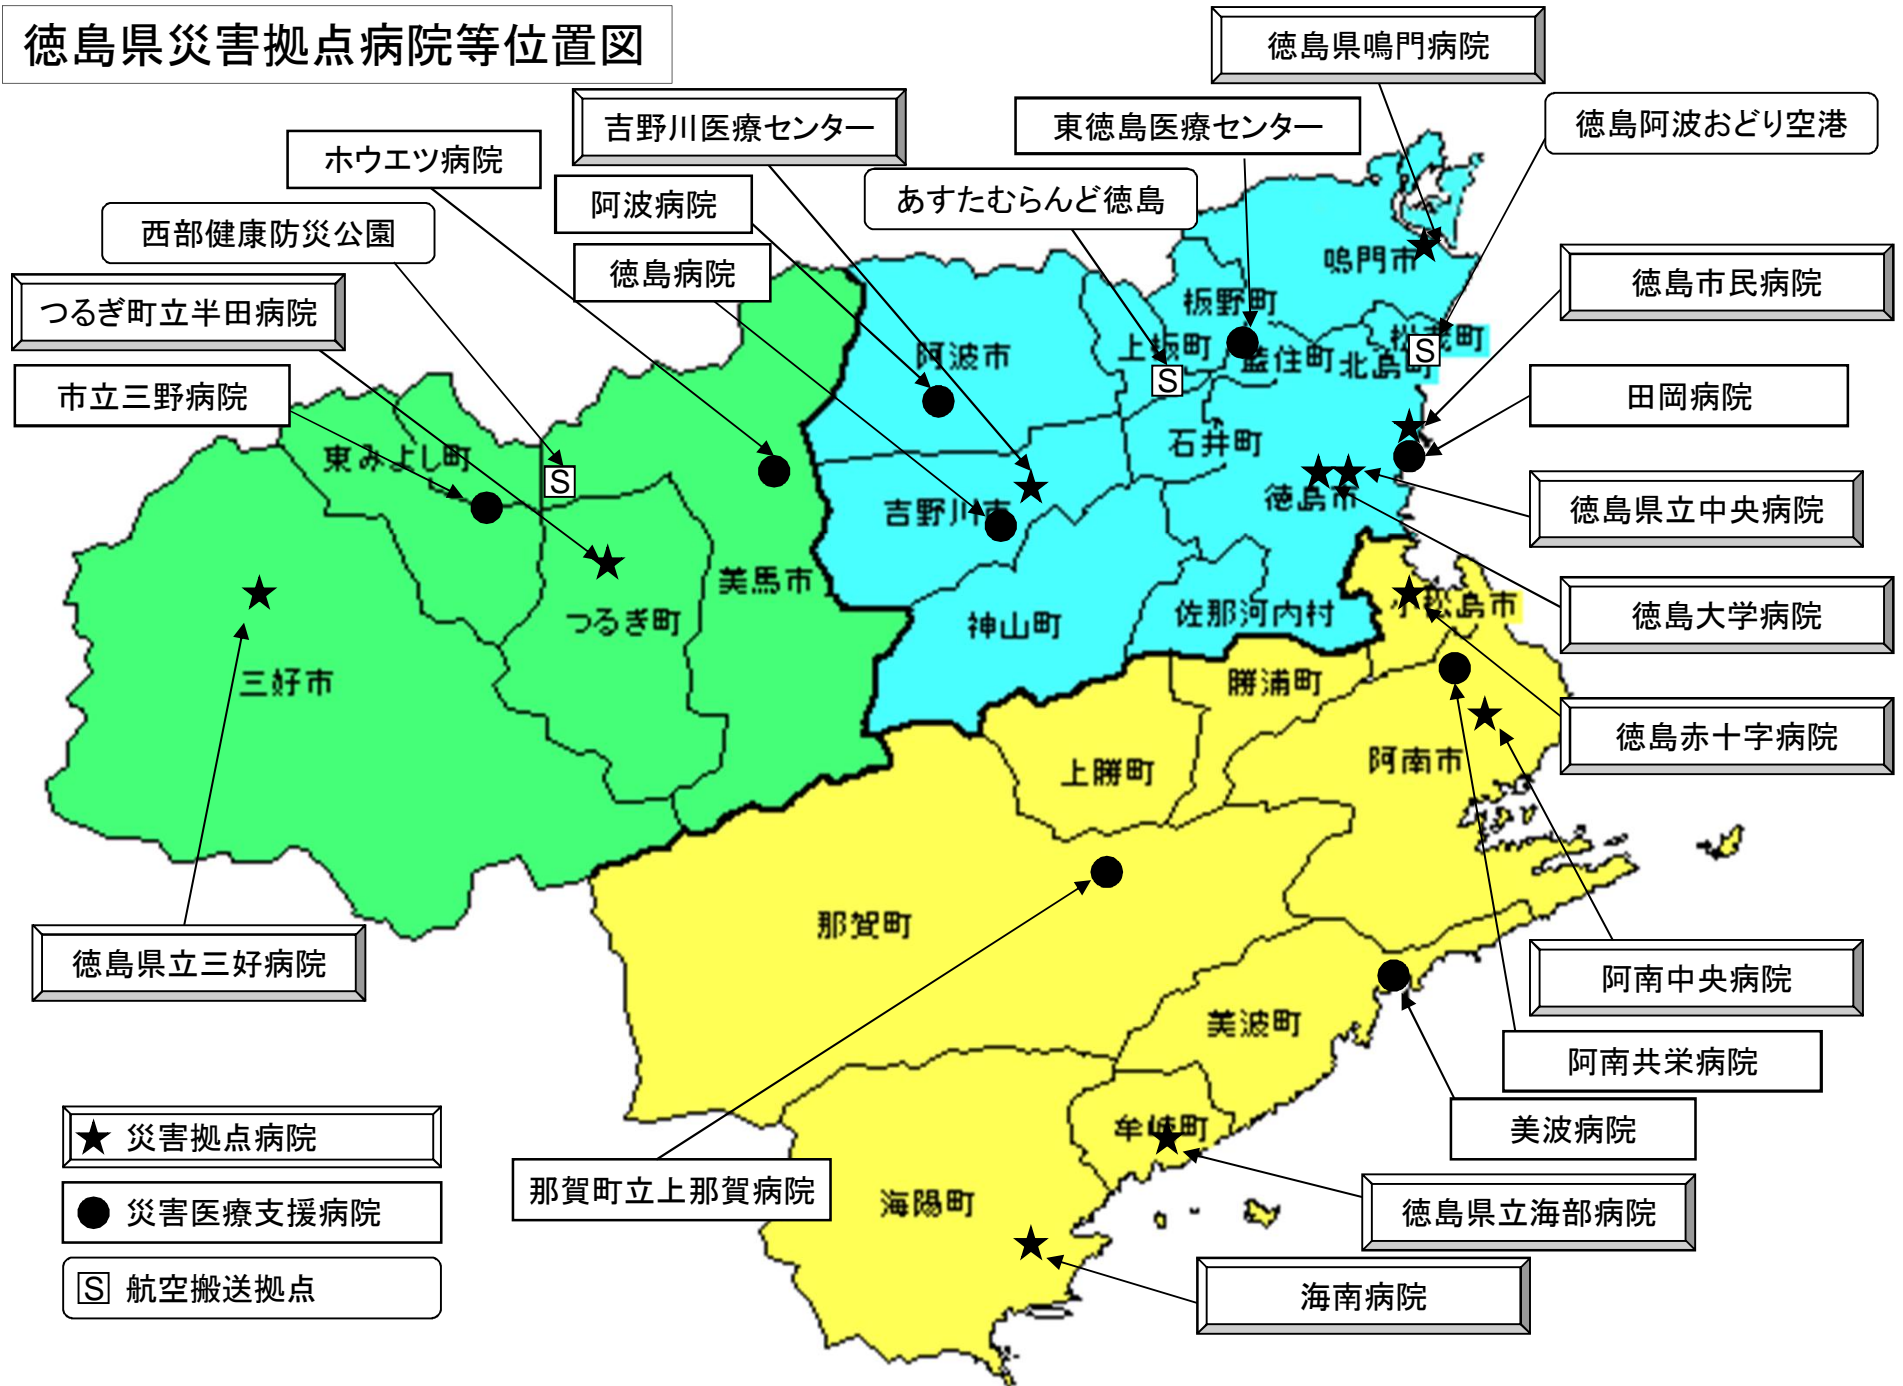 徳島県災害拠点病院等位置図
徳島県鳴門病院
吉野川医療センター
東徳島医療センター
徳島阿波おどり空港
ホウエツ病院
阿波病院
あすたむらんど徳島
西部健康防災公園
徳島病院
鳴門市
徳島市民病院
つるぎ町立半田病院
板野町
松茂町
阿波市
上板町
藍住町
北島町
S
S
市立三野病院
田岡病院
東みよし町
石井町
S
吉野川市
徳島市
徳島県立中央病院
美馬市
つるぎ町
神山町
佐那河内村
小松島市
徳島大学病院
三好市
勝浦町
徳島赤十字病院
上勝町
阿南市
那賀町
徳島県立三好病院
阿南中央病院
美波町
阿南共栄病院
牟岐町
美波病院
★ 災害拠点病院
那賀町立上那賀病院
海陽町
徳島県立海部病院
● 災害医療支援病院
S 航空搬送拠点
海南病院